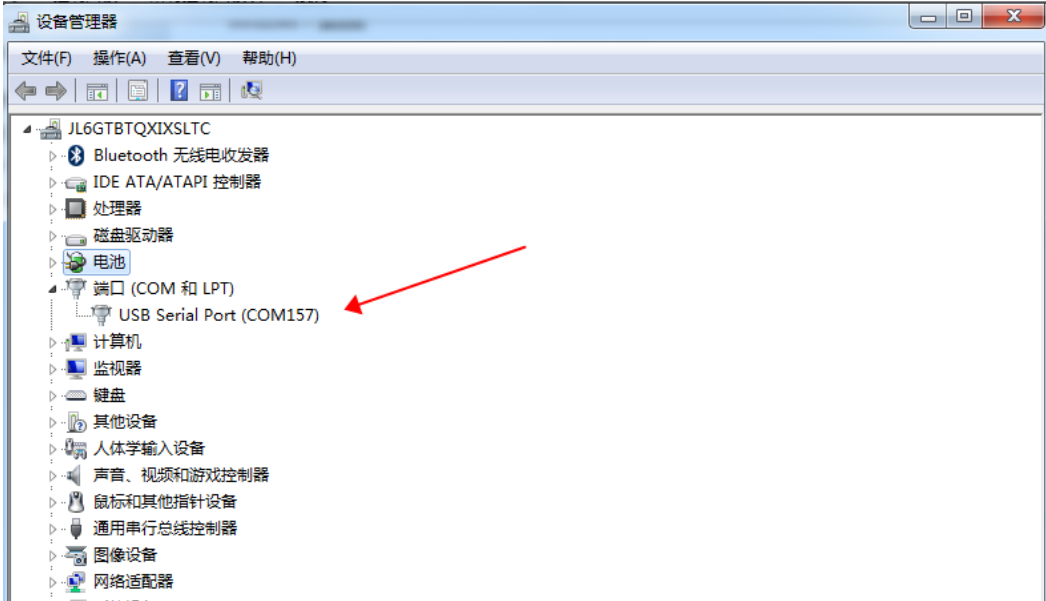 设备管理器
文件(F) 操作(A) 查看(V) 帮助(H)
JL6GTBTQXIXSLTC
Bluetooth 无线电收发器
IDE ATA/ATAPI 控制器
处理器
磁盘驱动器
电池
端口 (COM 和 LPT)
USB Serial Port (COM157)
计算机
监视器
键盘
其他设备
人体学输入设备
声音、视频和游戏控制器
鼠标和其他指针设备
通用串行总线控制器
图像设备
网络适配器